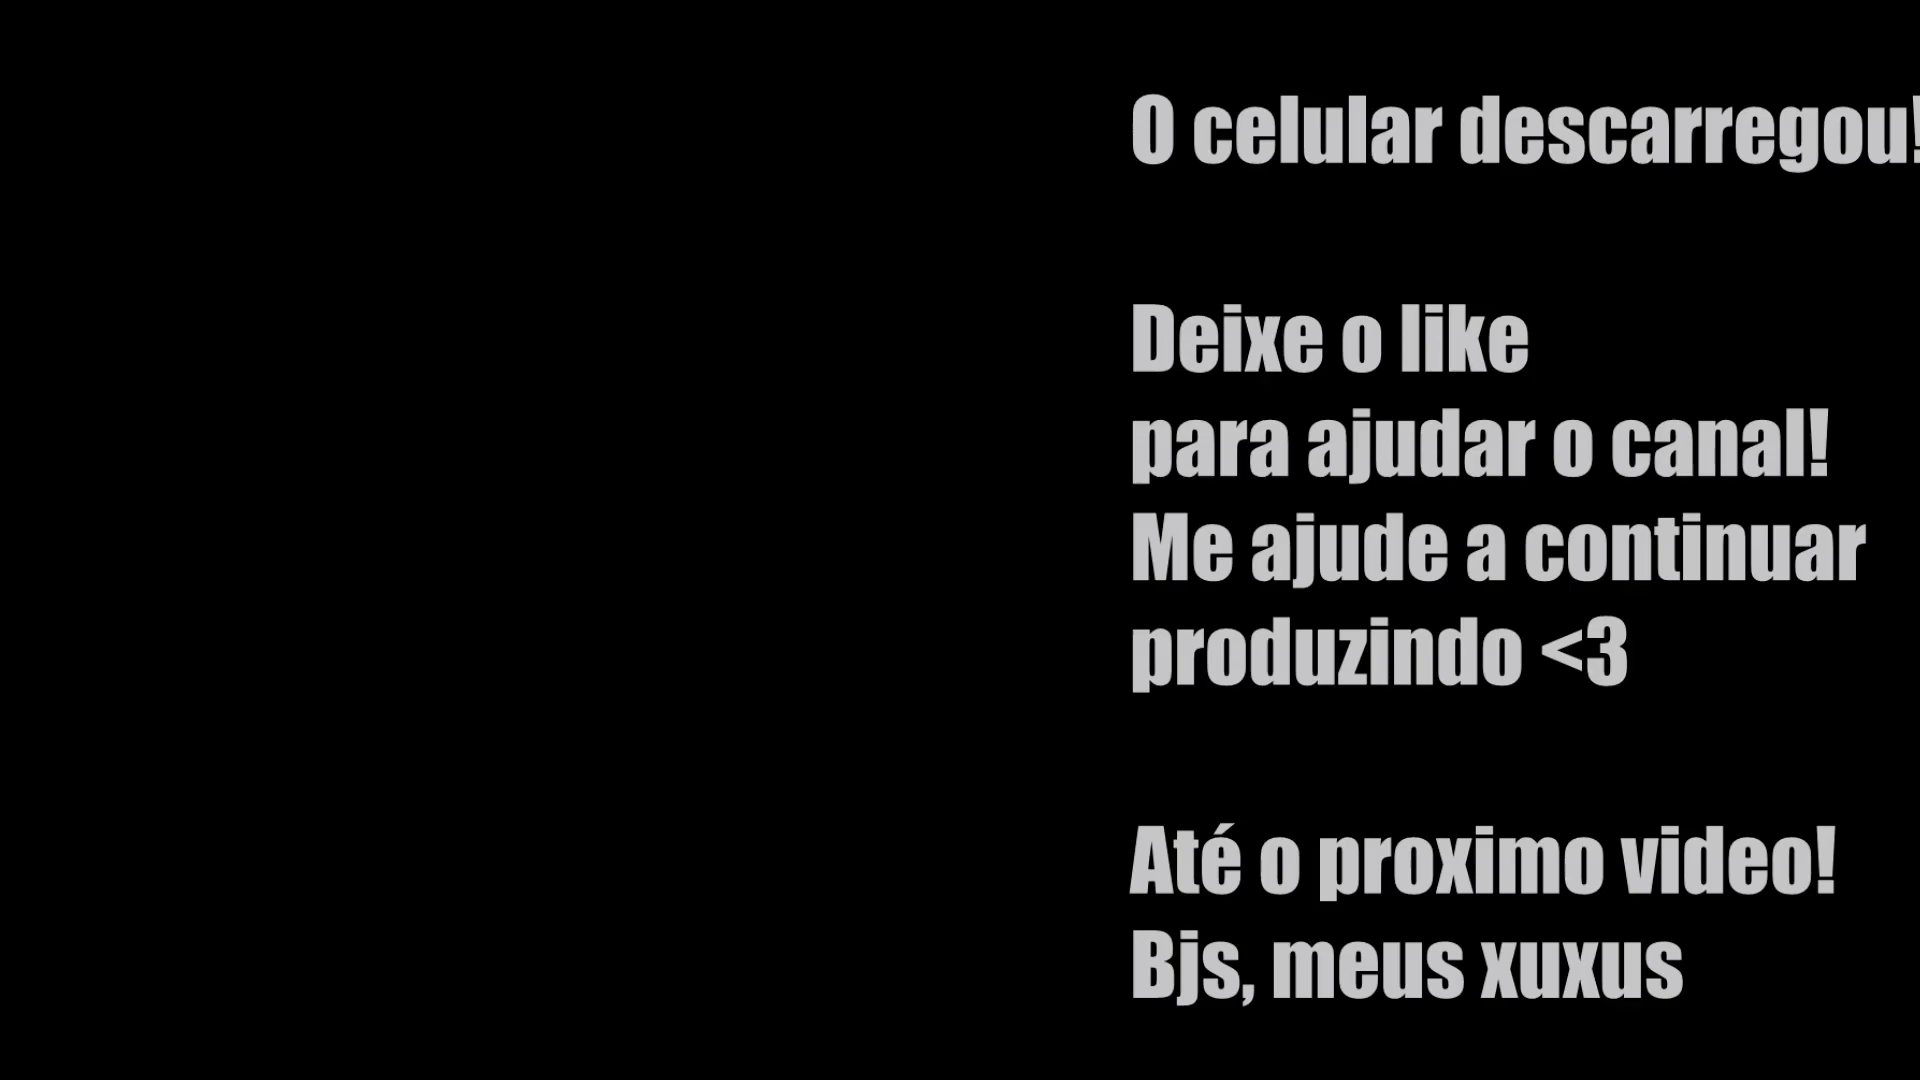 O celular descarregou!
Deixe o like
para ajudar o canal!
Me ajude a continuar
produzindo <3
Até o proximo video!
Bjs, meus xuxus